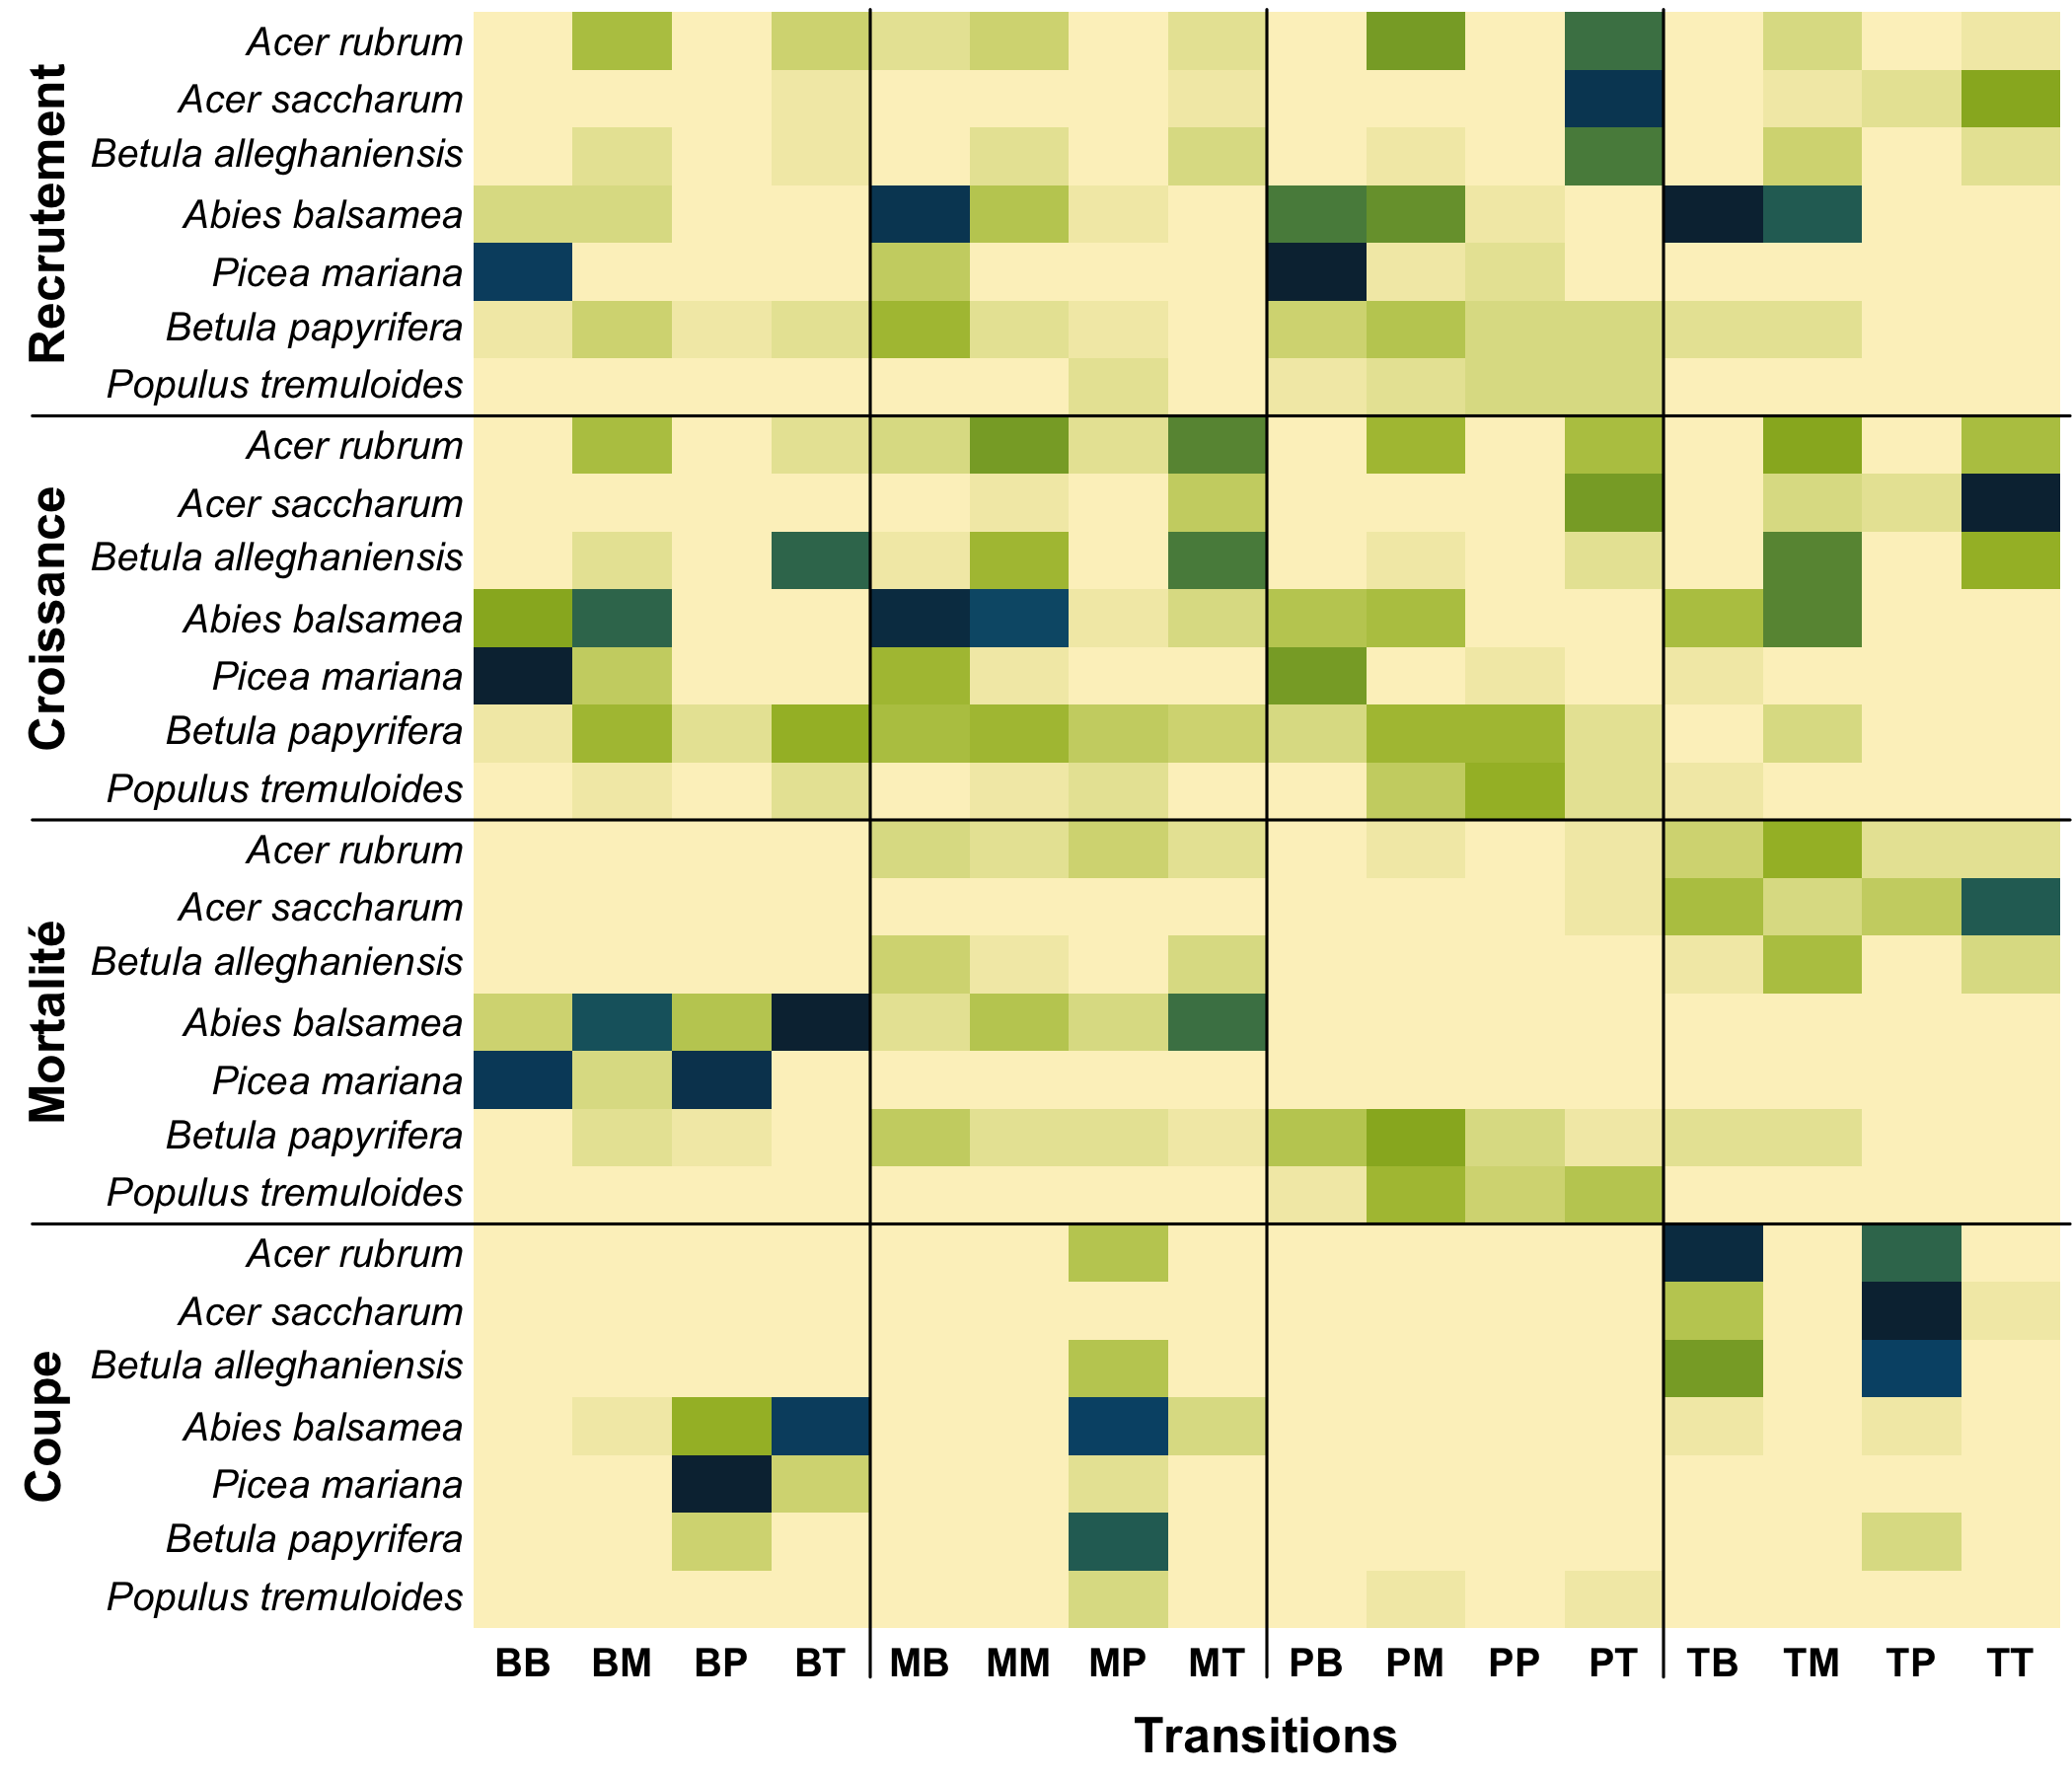 Recrutement
Acer rubrum
Acer saccharum
Betula alleghaniensis
Abies balsamea
Picea mariana
Betula papyrifera
Populus tremuloides
Croissance
Acer rubrum
Acer saccharum
Betula alleghaniensis
Abies balsamea
Picea mariana
Betula papyrifera
Populus tremuloides
Mortalité
Acer rubrum
Acer saccharum
Betula alleghaniensis
Abies balsamea
Picea mariana
Betula papyrifera
Populus tremuloides
Coupe
Acer rubrum
Acer saccharum
Betula alleghaniensis
Abies balsamea
Picea mariana
Betula papyrifera
Populus tremuloides
BB BM BP BT MB MM MP MT PB PM PP PT TB TM TP TT
Transitions